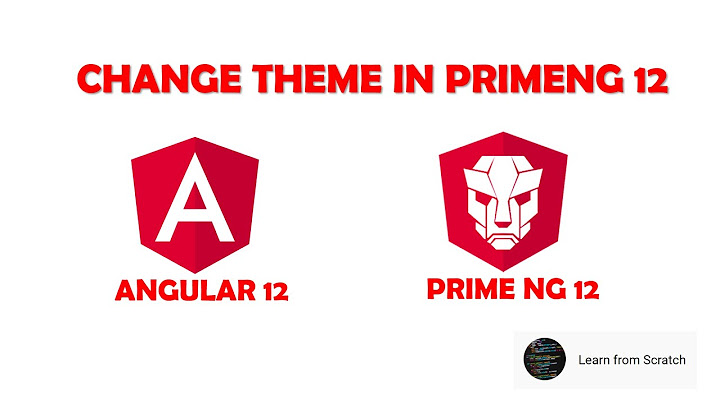 CHANGE THEME IN PRIMENG 12
A
ANGULAR 12
PRIME NG 12
Learn from Scratch